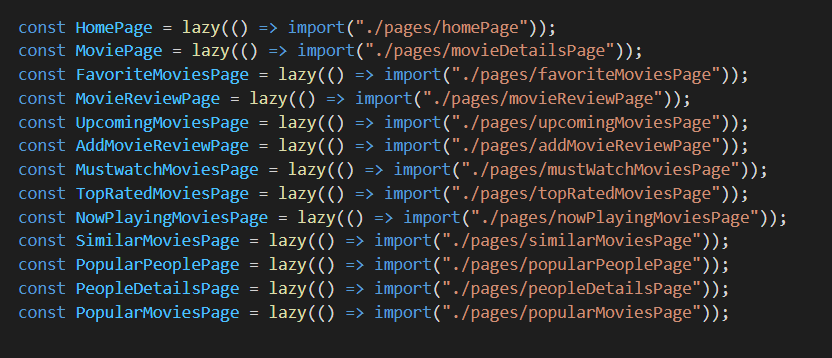 const HomePage = lazy(() => import("./pages/homePage"));
const MoviePage = lazy(() => import("./pages/movieDetailsPage"));
const FavoriteMoviesPage = lazy(() => import("./pages/favoriteMoviesPage"));
const MovieReviewPage = lazy(() => import("./pages/movieReviewPage"));
const UpcomingMoviesPage = lazy(() => import("./pages/upcomingMoviesPage"));
const AddMovieReviewPage = lazy(() => import("./pages/addMovieReviewPage"));
const MustwatchMoviesPage = lazy(() => import("./pages/mustWatchMoviesPage"));
const TopRatedMoviesPage = lazy(() => import("./pages/topRatedMoviesPage"));
const NowPlayingMoviesPage = lazy(() => import("./pages/nowPlayingMoviesPage"));
const SimilarMoviesPage = lazy(() => import("./pages/similarMoviesPage"));
const PopularPeoplePage = lazy(() => import("./pages/popularPeoplePage"));
const PeopleDetailsPage = lazy(() => import("./pages/peopleDetailsPage"));
const PopularMoviesPage = lazy(() => import("./pages/popularMoviesPage"));